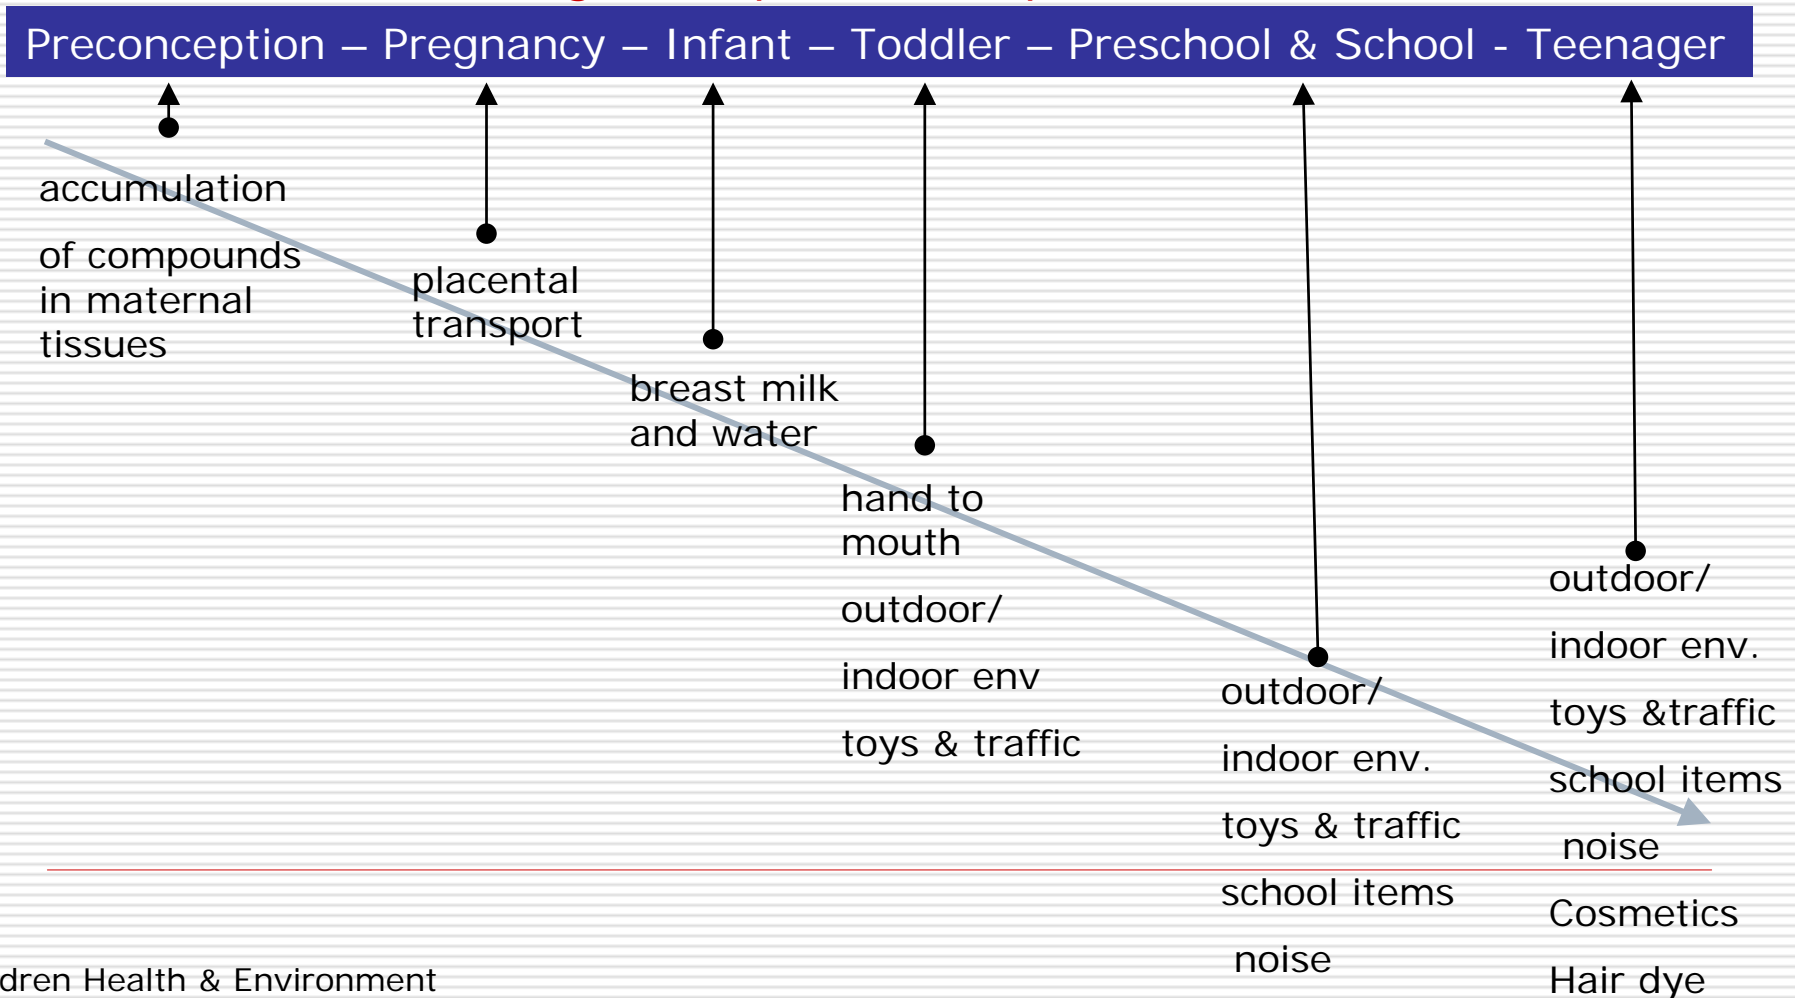 Preconception – Pregnancy – Infant – Toddler – Preschool & School - Teenager
accumulation
of compounds
in maternal
tissues
placental
transport
breast milk
and water
hand to
mouth
outdoor/
indoor env
toys & traffic
outdoor/
indoor env.
toys & traffic
school items
noise
outdoor/
indoor env.
toys &traffic
school items
noise
Cosmetics
Hair dye
dren Health & Environment